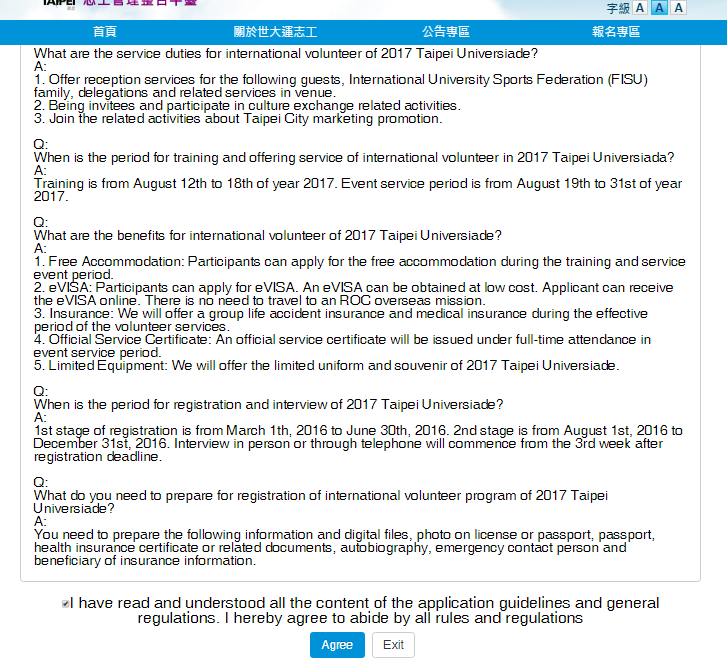 字級 A A A
首頁 關於世大運志工 公告專區 報名專區
What are the service duties for international volunteer of 2017 Taipei Universiade?
A:
1. Offer reception services for the following guests, International University Sports Federation (FISU)
family, delegations and related services in venue.
2. Being invitees and participate in culture exchange related activities.
3. Join the related activities about Taipei City marketing promotion.
Q:
When is the period for training and offering service of international volunteer in 2017 Taipei Universiada?
A:
Training is from August 12th to 18th of year 2017. Event service period is from August 19th to 31st of year
2017.
Q:
What are the benefits for international volunteer of 2017 Taipei Universiade?
A:
1. Free Accommodation: Participants can apply for the free accommodation during the training and service
event period.
2. eVISA: Participants can apply for eVISA. An eVISA can be obtained at low cost. Applicant can receive
the eVISA online. There is no need to travel to an ROC overseas mission.
3. Insurance: We will offer a group life accident insurance and medical insurance during the effective
period of the volunteer services.
4. Official Service Certificate: An official service certificate will be issued under full-time attendance in
event service period.
5. Limited Equipment: We will offer the limited uniform and souvenir of 2017 Taipei Universiade.
Q:
When is the period for registration and interview of 2017 Taipei Universiade?
A:
1st stage of registration is from March 1th, 2016 to June 30th, 2016. 2nd stage is from August 1st, 2016 to
December 31st, 2016. Interview in person or through telephone will commence from the 3rd week after
registration deadline.
Q:
What do you need to prepare for registration of international volunteer program of 2017 Taipei
Universiade?
A:
You need to prepare the following information and digital files, photo on license or passport, passport,
health insurance certificate or related documents, autobiography, emergency contact person and
beneficiary of insurance information.
I have read and understood all the content of the application guidelines and general
regulations. I hereby agree to abide by all rules and regulations
Agree Exit